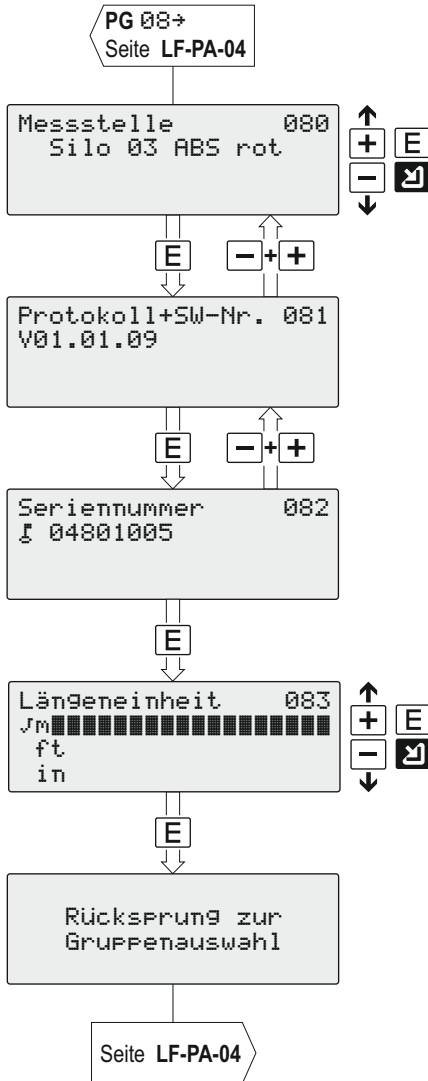 PG 08→
Seite LF-PA-04
Messstelle 080
Silo 03 ABS rot
+ E
−
E − + +
Protokoll+SW-Nr. 081
V01.01.09
E − + +
Seriennummer 082
04801005
E
Längeneinheit 083
m
ft
in
+ E
−
E
Rücksprung zur
Gruppenauswahl
Seite LF-PA-04